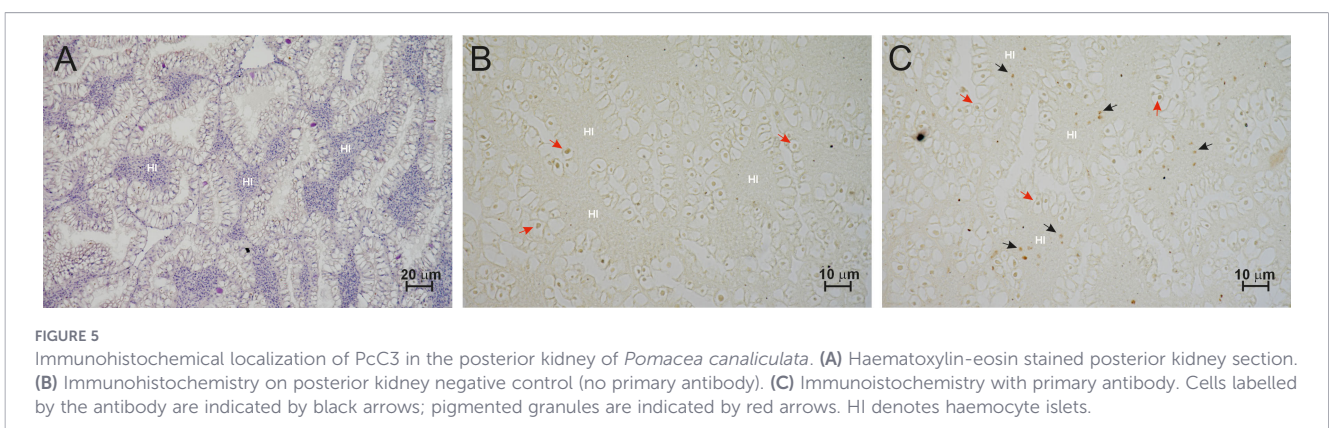 A
HI
HI
HI
20 µm
B
HI
HI
HI
10 µm
C
HI
HI
HI
10 µm
FIGURE 5
Immunohistochemical localization of PcC3 in the posterior kidney of Pomacea canaliculata. (A) Haematoxylin-eosin stained posterior kidney section.
(B) Immunohistochemistry on posterior kidney negative control (no primary antibody). (C) Immunoistochemistry with primary antibody. Cells labelled
by the antibody are indicated by black arrows; pigmented granules are indicated by red arrows. HI denotes haemocyte islets.